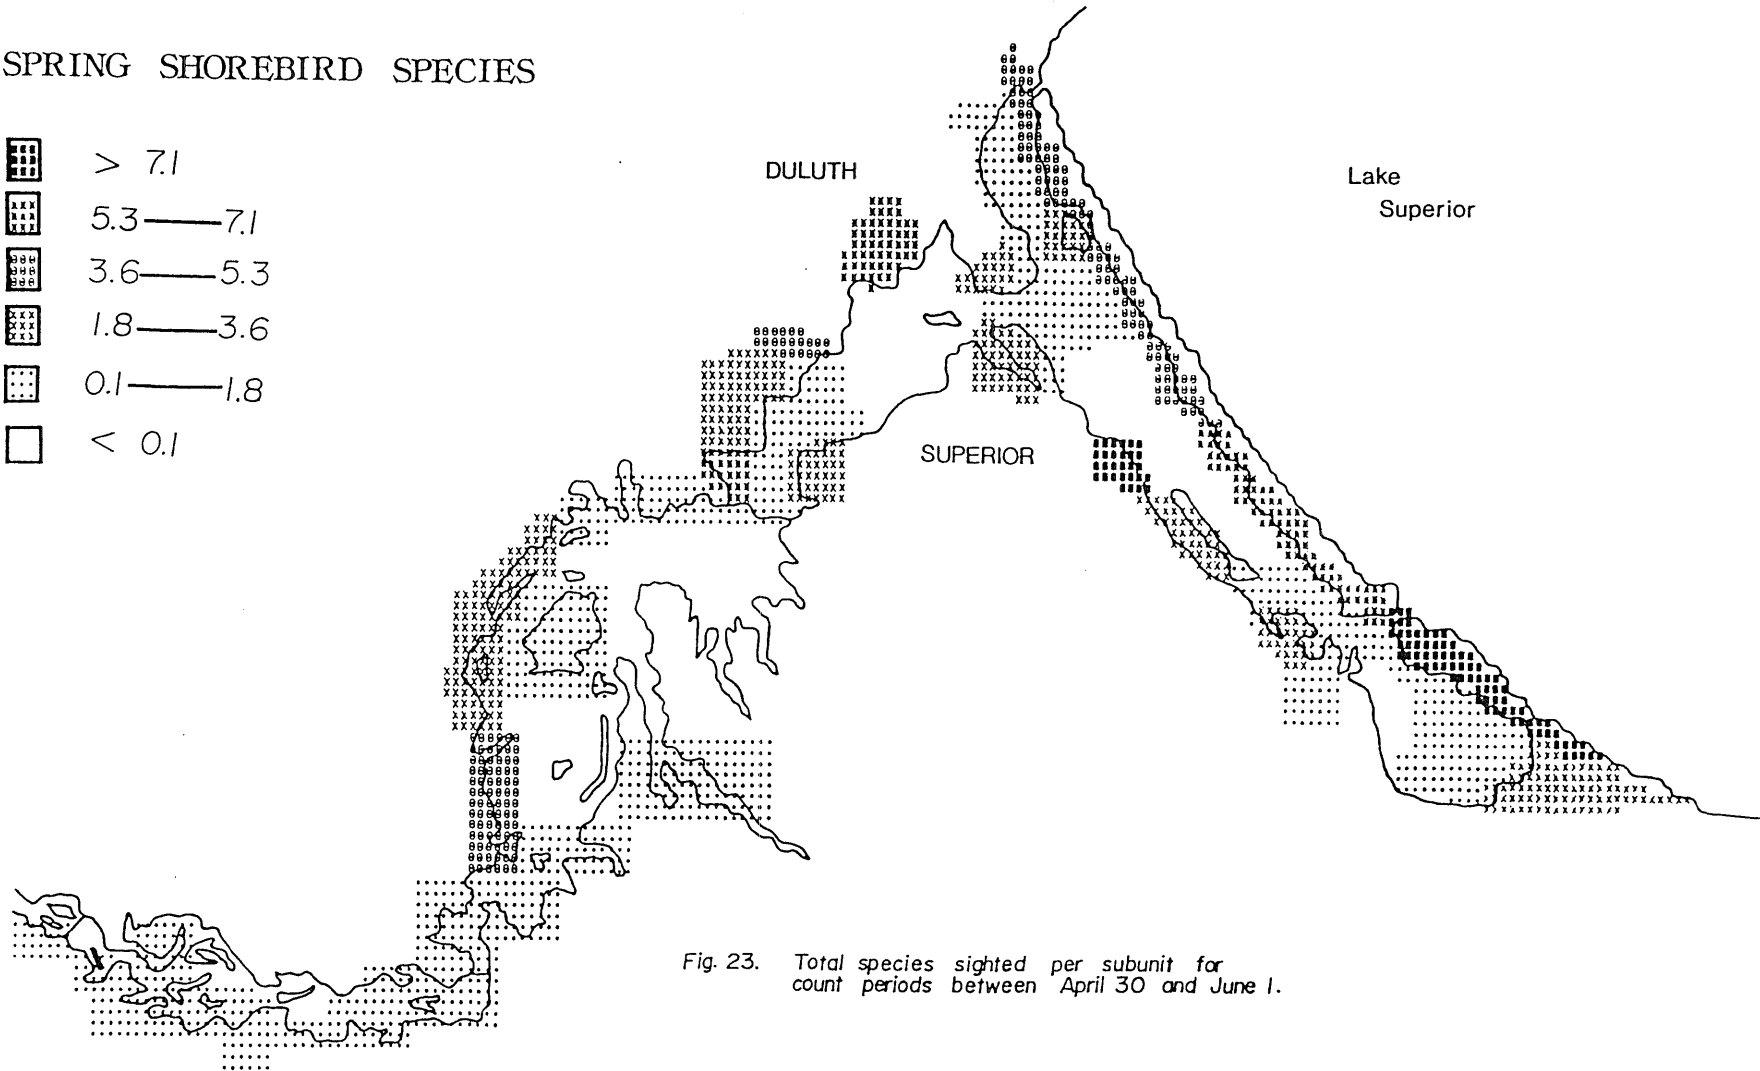 SPRING SHOREBIRD SPECIES
> 7.1
5.3——7.1
3.6——5.3
1.8——3.6
0.1——1.8
< 0.1
DULUTH
Lake
Superior
SUPERIOR
Fig. 23. Total species sighted per subunit for
count periods between April 30 and June 1.